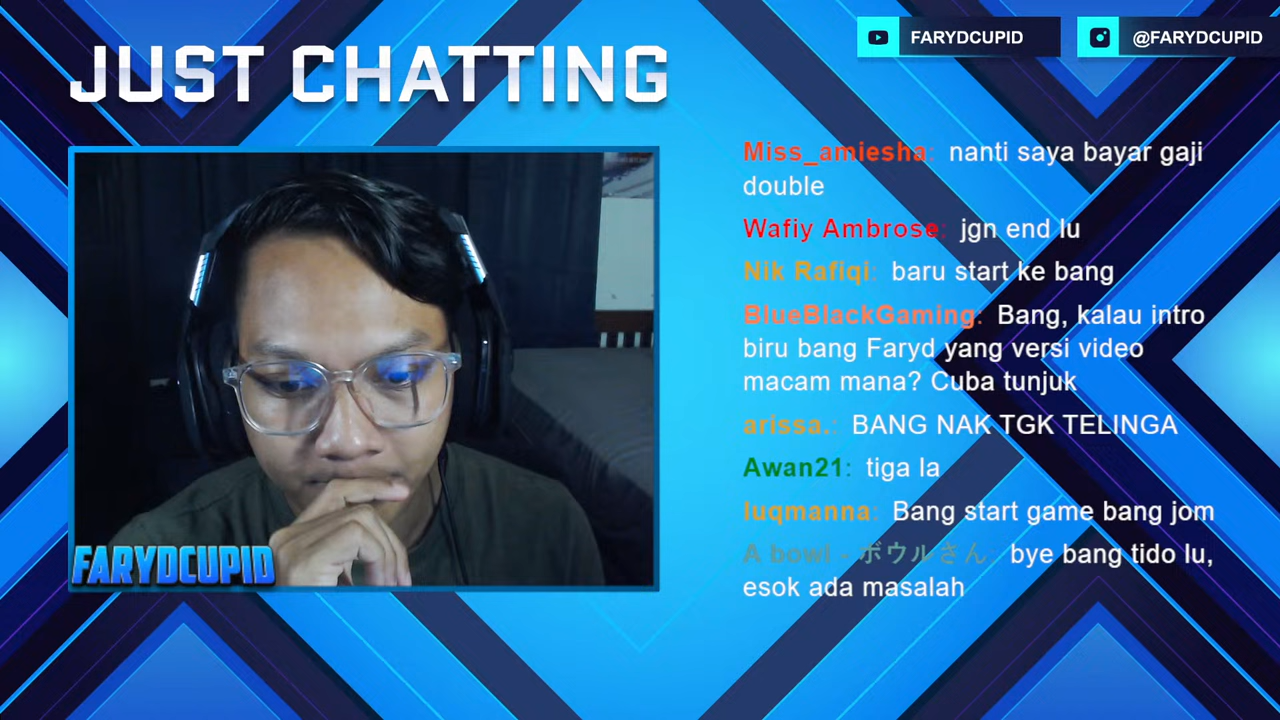 JUST CHATTING
FARYDCUPID
@FARYDCUPID
Miss_amiesha: nanti saya bayar gaji
double
Wafiy Ambrose: jgn end lu
Nik Rafiqi: baru start ke bang
BlueBlackGaming: Bang, kalau intro
biru bang Faryd yang versi video
macam mana? Cuba tunjuk
arissa.: BANG NAK TGK TELINGA
Awan21: tiga la
luqmanna: Bang start game bang jom
A bowl - ボウルさん: bye bang tido lu,
esok ada masalah
FARYDCUPID